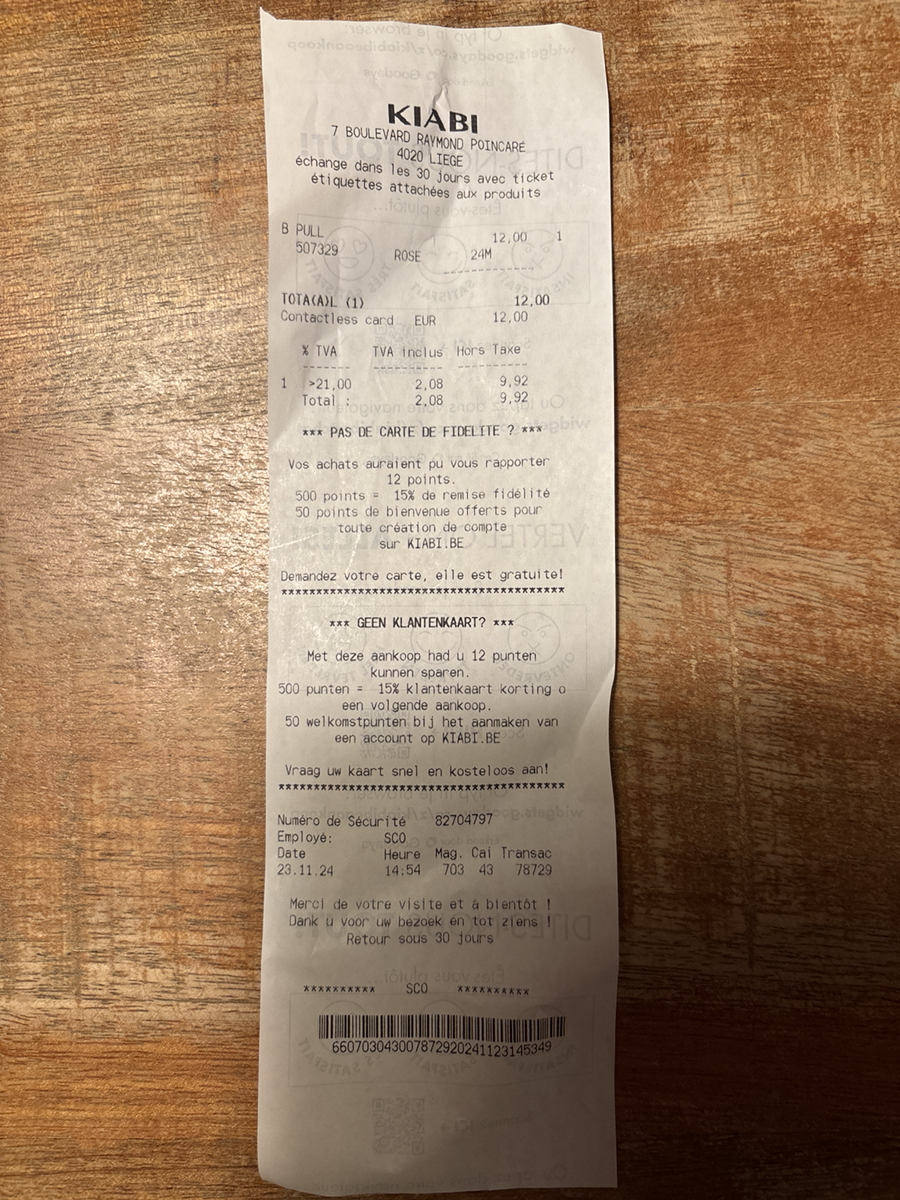 KIABI
7 BOULEVARD RAYMOND POINCARE
4020 LIEGE
échange dans les 30 jours avec ticket
étiquettes attachées aux produits
B PULL 12,00 1
507329 ROSE 24M
TOTA(A)L (1) 12,00
Contactless card EUR 12,00
% TVA TVA inclus Hors Taxe
1 >21,00 2,08 9,92
Total : 2,08 9,92
*** PAS DE CARTE DE FIDELITE ? ***
Vos achats auraient pu vous rapporter
12 points.
500 points = 15% de remise fidélité
50 points de bienvenue offerts pour
toute création de compte
sur KIABI.BE
Demandez votre carte, elle est gratuite!
****************************************
*** GEEN KLANTENKAART? ***
Met deze aankoop had u 12 punten
kunnen sparen.
500 punten = 15% klantenkaart korting o
een volgende aankoop.
50 welkomstpunten bij het aanmaken van
een account op KIABI.BE
Vraag uw kaart snel en kosteloos aan!
****************************************
Numéro de Sécurité 82704797
Employé: SCO
Date Heure Mag. Cai Transac
23.11.24 14:54 703 43 78729
Merci de votre visite et à bientôt !
Dank u voor uw bezoek en tot ziens !
Retour sous 30 jours
********** SCO **********
660703043007872920241123145349